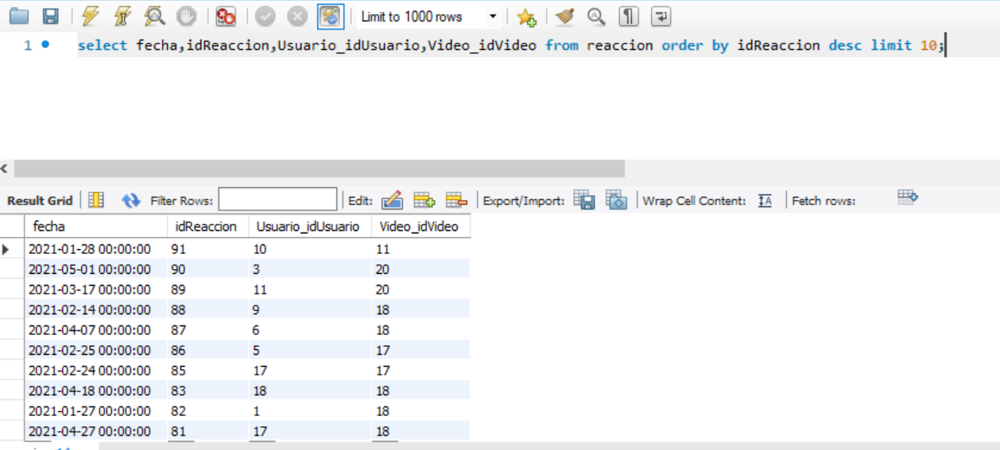 Limit to 1000 rows
1 select fecha,idReaccion,Usuario_idUsuario,Video_idVideo from reaccion order by idReaccion desc limit 10;
Result Grid Filter Rows: Edit: Export/Import: Wrap Cell Content: Fetch rows:
fecha idReaccion Usuario_idUsuario Video_idVideo
2021-01-28 00:00:00 91 10 11
2021-05-01 00:00:00 90 3 20
2021-03-17 00:00:00 89 11 20
2021-02-14 00:00:00 88 9 18
2021-04-07 00:00:00 87 6 18
2021-02-25 00:00:00 86 5 17
2021-02-24 00:00:00 85 17 17
2021-04-18 00:00:00 83 18 18
2021-01-27 00:00:00 82 1 18
2021-04-27 00:00:00 81 17 18